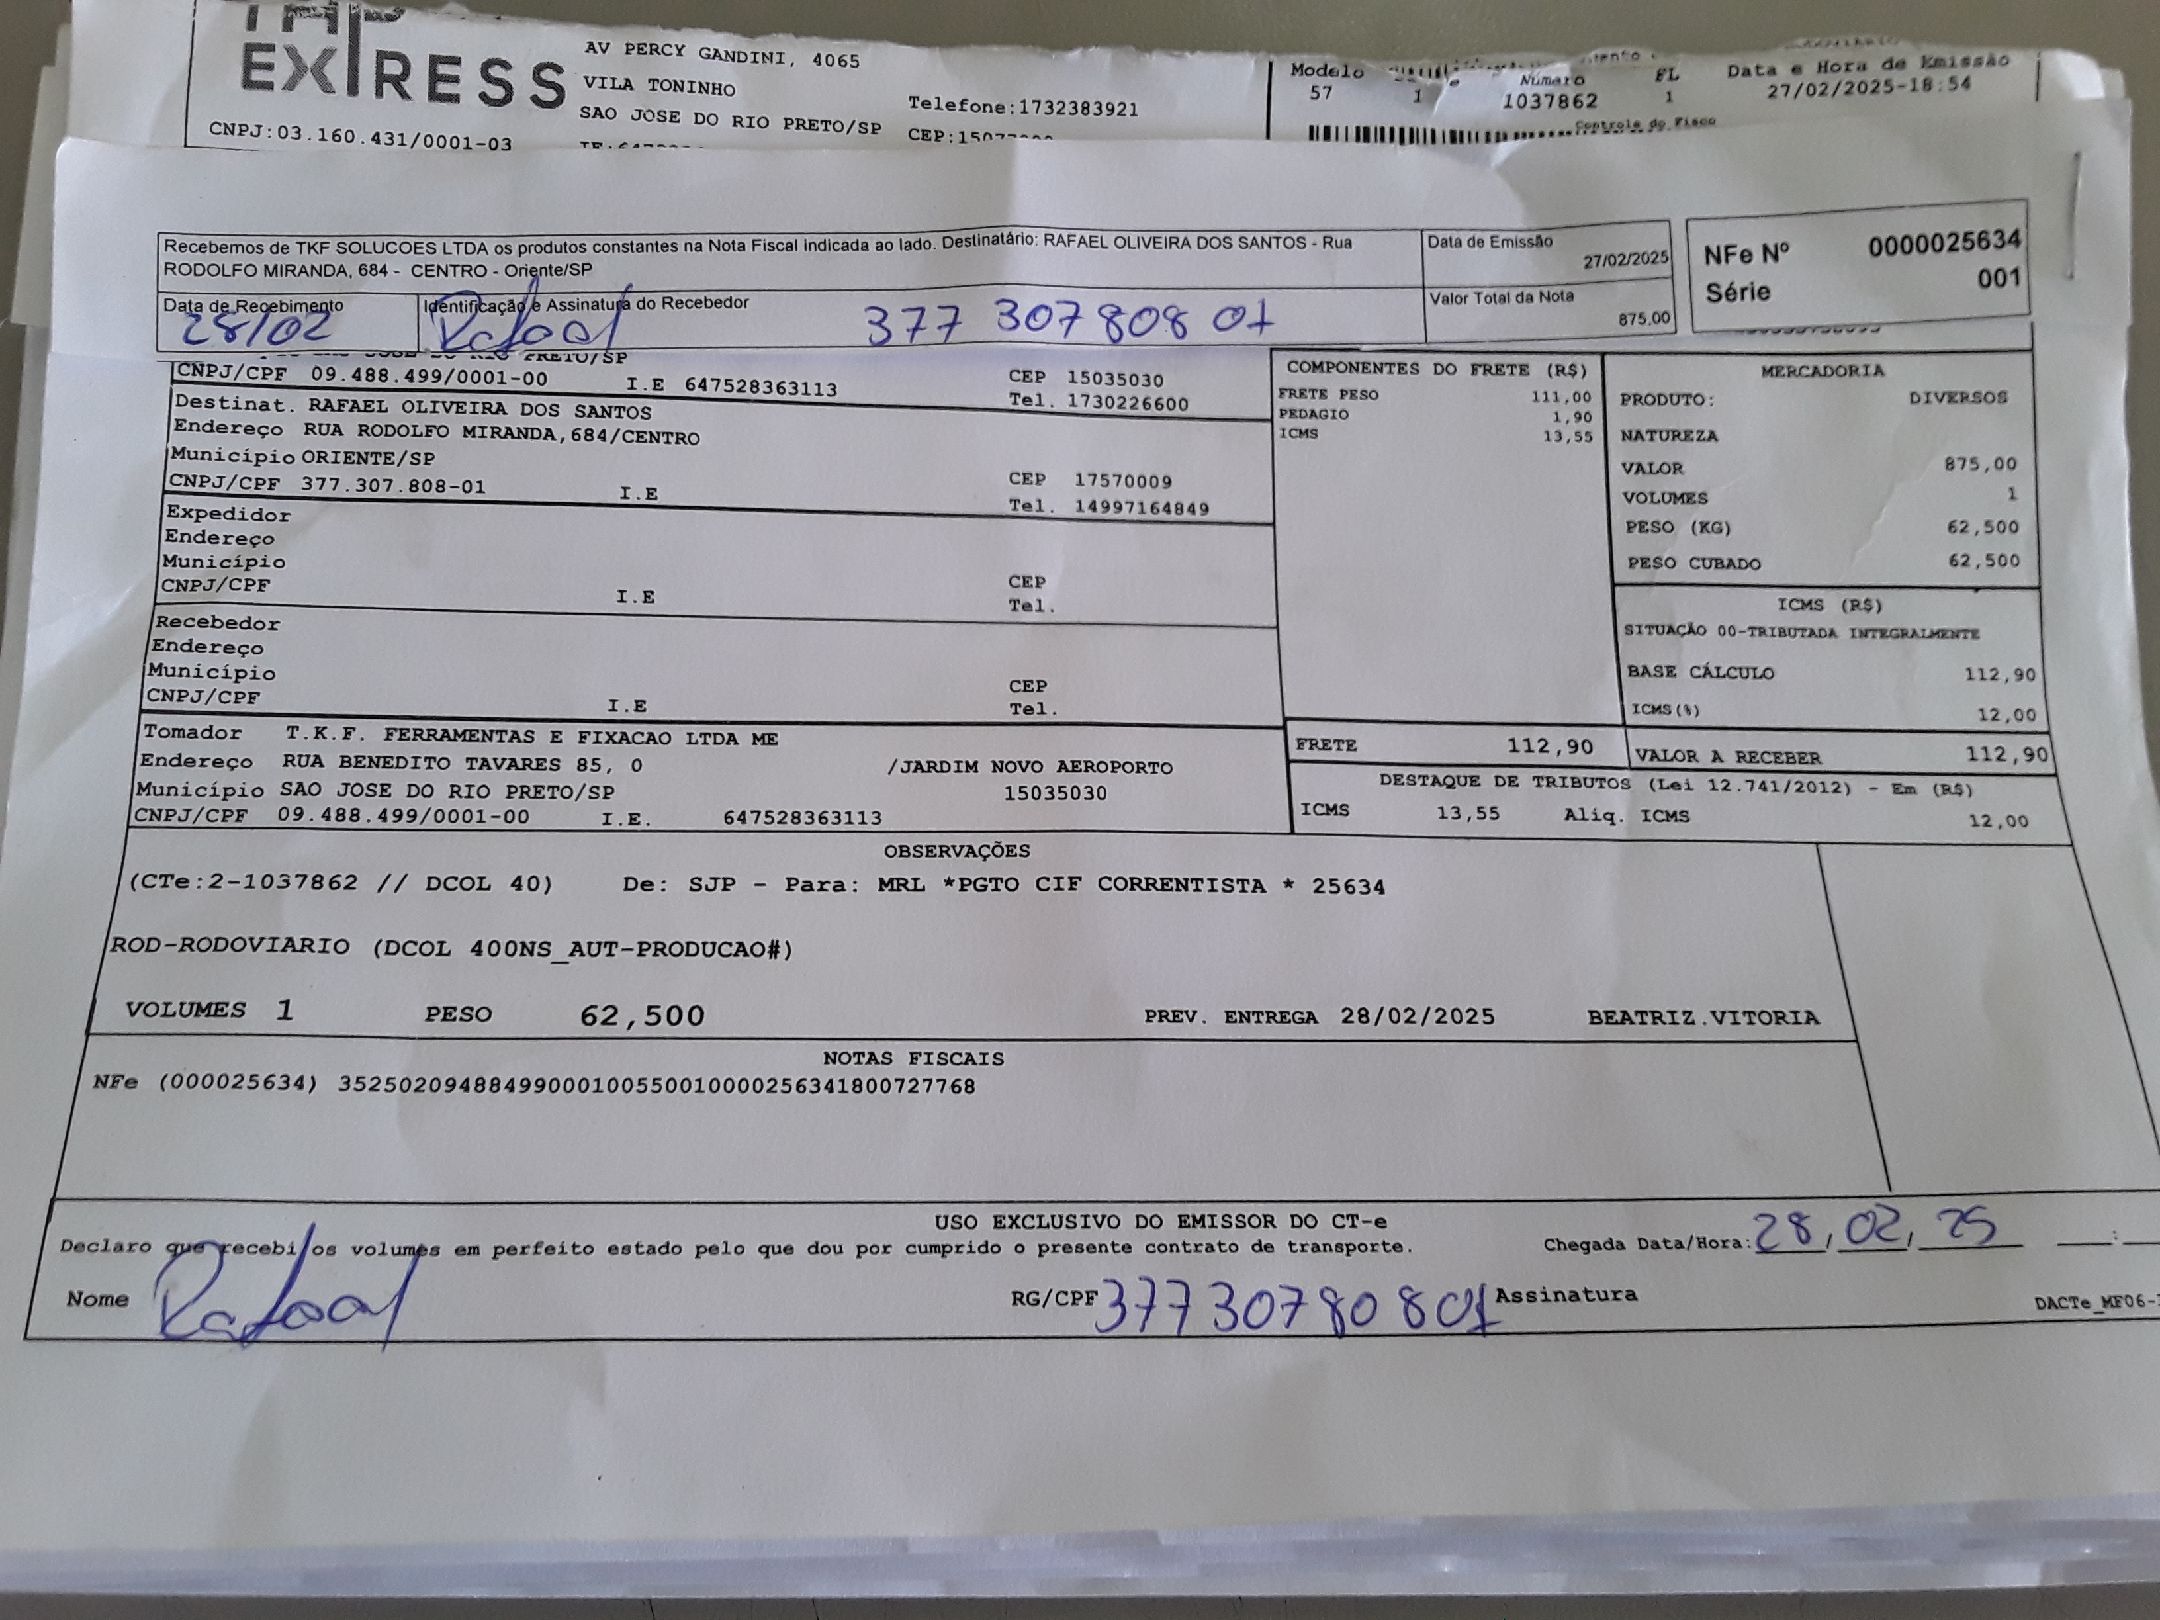 EXPRESS
AV PERCY GANDINI, 4065
VILA TONINHO
SAO JOSE DO RIO PRETO/SP
Telefone:1732383921
CNPJ:03.160.431/0001-03
Modelo
57
1
Número
1037862
FL
1
Data e Hora de Emissão
27/02/2025-18:54
Controle do Fisco
Recebemos de TKF SOLUCOES LTDA os produtos constantes na Nota Fiscal indicada ao lado. Destinatário: RAFAEL OLIVEIRA DOS SANTOS - Rua
RODOLFO MIRANDA, 684 - CENTRO - Oriente/SP
Data de Emissão
27/02/2025
NFe Nº 0000025634
Série 001
Data de Recebimento
28/02
Identificação e Assinatura do Recebedor
Rafael 377 307 808 01
Valor Total da Nota
875.00
PRETO/SP
CNPJ/CPF 09.488.499/0001-00 I.E 647528363113 CEP 15035030
Tel. 1730226600
Destinat. RAFAEL OLIVEIRA DOS SANTOS
Endereço RUA RODOLFO MIRANDA,684/CENTRO
Município ORIENTE/SP CEP 17570009
CNPJ/CPF 377.307.808-01 I.E Tel. 14997164849
Expedidor
Endereço
Município CEP
CNPJ/CPF I.E Tel.
Recebedor
Endereço
Município CEP
CNPJ/CPF I.E Tel.
Tomador T.K.F. FERRAMENTAS E FIXACAO LTDA ME
Endereço RUA BENEDITO TAVARES 85, 0 /JARDIM NOVO AEROPORTO
Município SAO JOSE DO RIO PRETO/SP 15035030
CNPJ/CPF 09.488.499/0001-00 I.E. 647528363113
COMPONENTES DO FRETE (R$)
FRETE PESO 111,00
PEDAGIO 1,90
ICMS 13,55
FRETE 112,90
MERCADORIA
PRODUTO: DIVERSOS
NATUREZA
VALOR 875,00
VOLUMES 1
PESO (KG) 62,500
PESO CUBADO 62,500
ICMS (R$)
SITUAÇÃO 00-TRIBUTADA INTEGRALMENTE
BASE CÁLCULO 112,90
ICMS(%) 12,00
VALOR A RECEBER 112,90
DESTAQUE DE TRIBUTOS (Lei 12.741/2012) - Em (R$)
ICMS 13,55 Aliq. ICMS 12,00
OBSERVAÇÕES
(CTe:2-1037862 // DCOL 40) De: SJP - Para: MRL *PGTO CIF CORRENTISTA * 25634
ROD-RODOVIARIO (DCOL 400NS_AUT-PRODUCAO#)
VOLUMES 1 PESO 62,500 PREV. ENTREGA 28/02/2025 BEATRIZ.VITORIA
NOTAS FISCAIS
NFe (000025634) 35250209488499000100550010000256341800727768
USO EXCLUSIVO DO EMISSOR DO CT-e
Declaro que recebi os volumes em perfeito estado pelo que dou por cumprido o presente contrato de transporte.
Chegada Data/Hora: 28/02/25
Nome Rafael RG/CPF 377 307 808 01 Assinatura
DACTe_MF06-